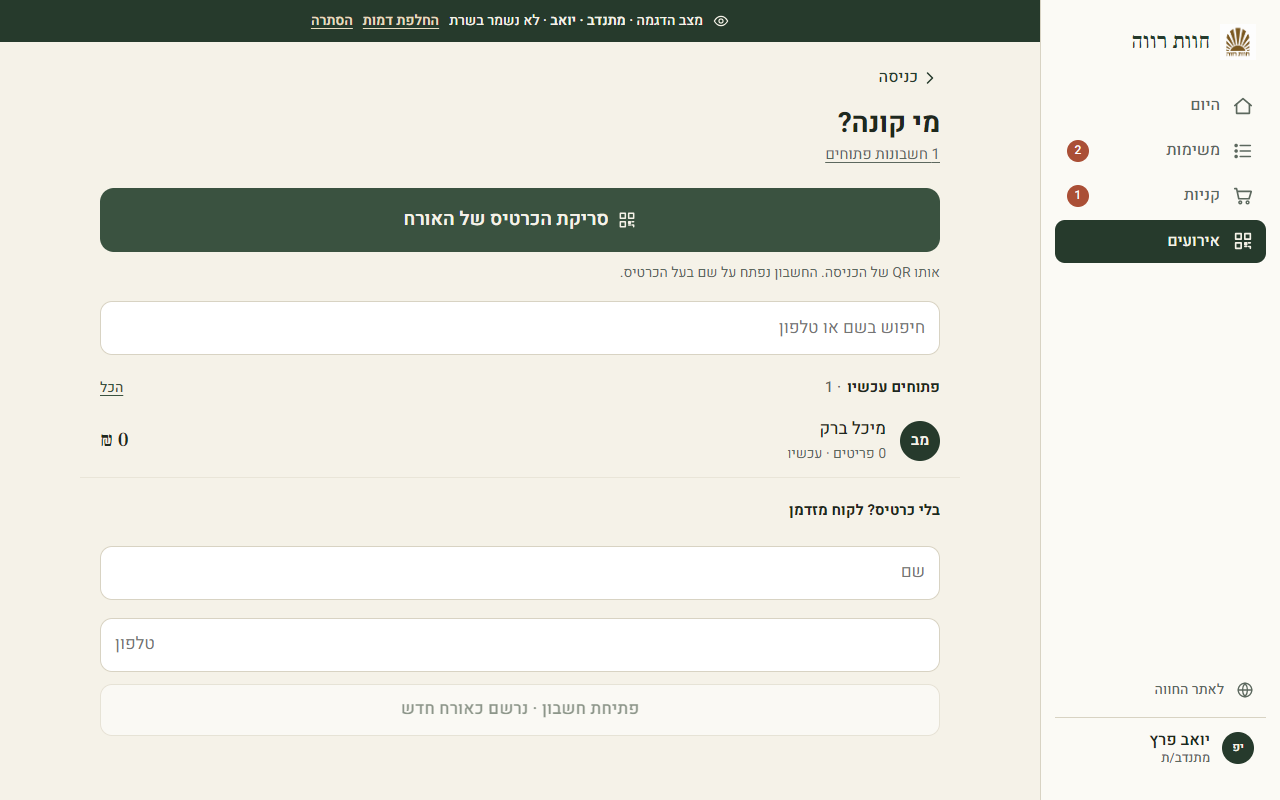 מצב הדגמה · מתנדב · יואב · לא נשמר בשרת החלפת דמות הסתרה
חוות רווה
היום
משימות 2
קניות 1
אירועים
לאתר החווה
יפ
יואב פרץ
מתנדב/ת
כניסה
מי קונה?
1 חשבונות פתוחים
סריקת הכרטיס של האורח
אותו QR של הכניסה. החשבון נפתח על שם בעל הכרטיס.
חיפוש בשם או טלפון
פתוחים עכשיו · 1 הכל
מב
מיכל ברק
0 פריטים · עכשיו
0 ₪
בלי כרטיס? לקוח מזדמן
שם
טלפון
פתיחת חשבון · נרשם כאורח חדש